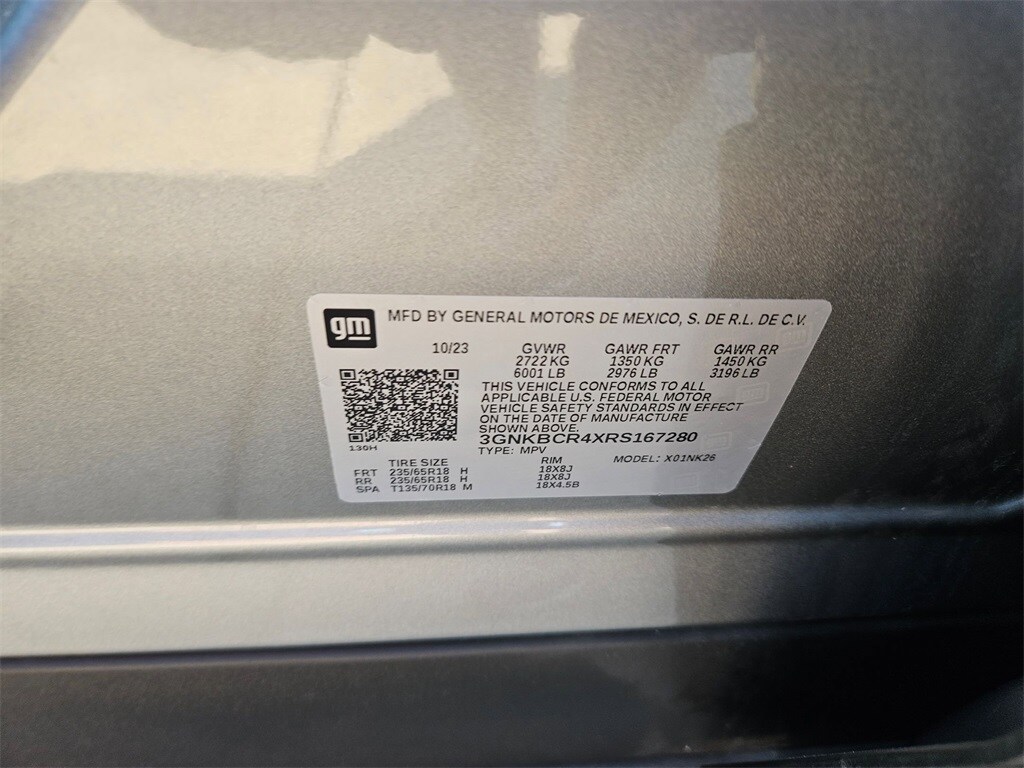 gm MFD BY GENERAL MOTORS DE MEXICO, S. DE R.L. DE C.V.
10/23 GVWR GAWR FRT GAWR RR
2722 KG 1350 KG 1450 KG
6001 LB 2976 LB 3196 LB
THIS VEHICLE CONFORMS TO ALL
APPLICABLE U.S. FEDERAL MOTOR
VEHICLE SAFETY STANDARDS IN EFFECT
ON THE DATE OF MANUFACTURE
SHOWN ABOVE.
3GNKBCR4XRS167280
130H
TYPE: MPV MODEL: X01NK26
TIRE SIZE RIM
FRT 235/65R18 H 18X8J
RR 235/65R18 H 18X8J
SPA T135/70R18 M 18X4.5B